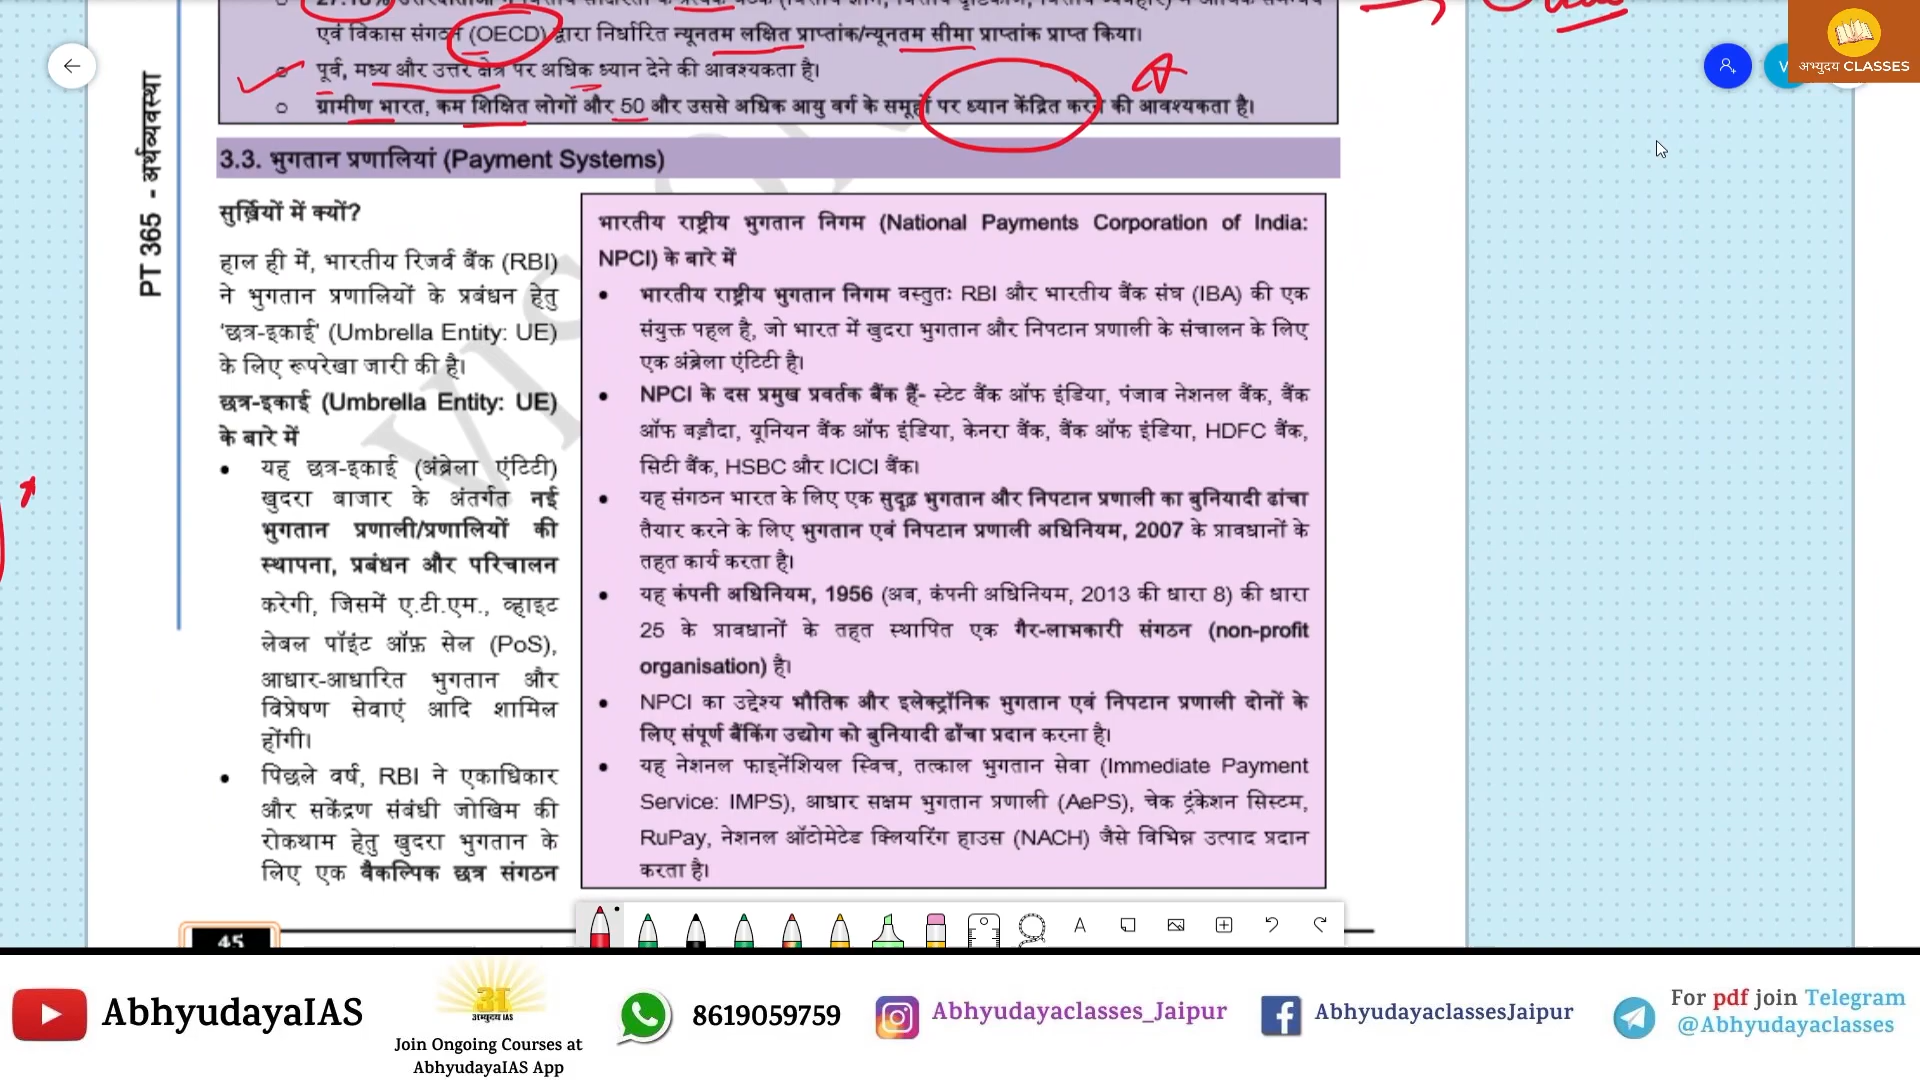 एवं विकास संगठन (OECD) द्वारा निर्धारित न्यूनतम लक्षित प्राप्तांक/न्यूनतम सीमा प्राप्तांक प्राप्त किया।
पूर्व, मध्य और उत्तर क्षेत्र पर अधिक ध्यान देने की आवश्यकता है।
ग्रामीण भारत, कम शिक्षित लोगों और 50 और उससे अधिक आयु वर्ग के समूहों पर ध्यान केंद्रित करने की आवश्यकता है।
3.3. भुगतान प्रणालियां (Payment Systems)
PT 365 - अर्थव्यवस्था
सुर्ख़ियों में क्यों?
हाल ही में, भारतीय रिजर्व बैंक (RBI)
ने भुगतान प्रणालियों के प्रबंधन हेतु
'छत्र-इकाई' (Umbrella Entity: UE)
के लिए रूपरेखा जारी की है।
छत्र-इकाई (Umbrella Entity: UE)
के बारे में
यह छत्र-इकाई (अंब्रेला एंटिटी)
खुदरा बाजार के अंतर्गत नई
भुगतान प्रणाली/प्रणालियों की
स्थापना, प्रबंधन और परिचालन
करेगी, जिसमें ए.टी.एम., व्हाइट
लेबल पॉइंट ऑफ़ सेल (PoS),
आधार-आधारित भुगतान और
विप्रेषण सेवाएं आदि शामिल
होंगी।
पिछले वर्ष, RBI ने एकाधिकार
और सकेंद्रण संबंधी जोखिम की
रोकथाम हेतु खुदरा भुगतान के
लिए एक वैकल्पिक छत्र संगठन
भारतीय राष्ट्रीय भुगतान निगम (National Payments Corporation of India:
NPCI) के बारे में
भारतीय राष्ट्रीय भुगतान निगम वस्तुतः RBI और भारतीय बैंक संघ (IBA) की एक
संयुक्त पहल है, जो भारत में खुदरा भुगतान और निपटान प्रणाली के संचालन के लिए
एक अंब्रेला एंटिटी है।
NPCI के दस प्रमुख प्रवर्तक बैंक हैं- स्टेट बैंक ऑफ इंडिया, पंजाब नेशनल बैंक, बैंक
ऑफ बड़ौदा, यूनियन बैंक ऑफ इंडिया, केनरा बैंक, बैंक ऑफ इंडिया, HDFC बैंक,
सिटी बैंक, HSBC और ICICI बैंक।
यह संगठन भारत के लिए एक सुदृढ़ भुगतान और निपटान प्रणाली का बुनियादी ढांचा
तैयार करने के लिए भुगतान एवं निपटान प्रणाली अधिनियम, 2007 के प्रावधानों के
तहत कार्य करता है।
यह कंपनी अधिनियम, 1956 (अब, कंपनी अधिनियम, 2013 की धारा 8) की धारा
25 के प्रावधानों के तहत स्थापित एक गैर-लाभकारी संगठन (non-profit
organisation) है।
NPCI का उद्देश्य भौतिक और इलेक्ट्रॉनिक भुगतान एवं निपटान प्रणाली दोनों के
लिए संपूर्ण बैंकिंग उद्योग को बुनियादी ढाँचा प्रदान करना है।
यह नेशनल फाइनेंशियल स्विच, तत्काल भुगतान सेवा (Immediate Payment
Service: IMPS), आधार सक्षम भुगतान प्रणाली (AePS), चेक ट्रंकेशन सिस्टम,
RuPay, नेशनल ऑटोमेटेड क्लियरिंग हाउस (NACH) जैसे विभिन्न उत्पाद प्रदान
करता है।
45
अभ्युदय CLASSES
AbhyudayaIAS
अभ्युदय IAS
Join Ongoing Courses at
AbhyudayaIAS App
8619059759
Abhyudayaclasses_Jaipur
AbhyudayaclassesJaipur
For pdf join Telegram
@Abhyudayaclasses